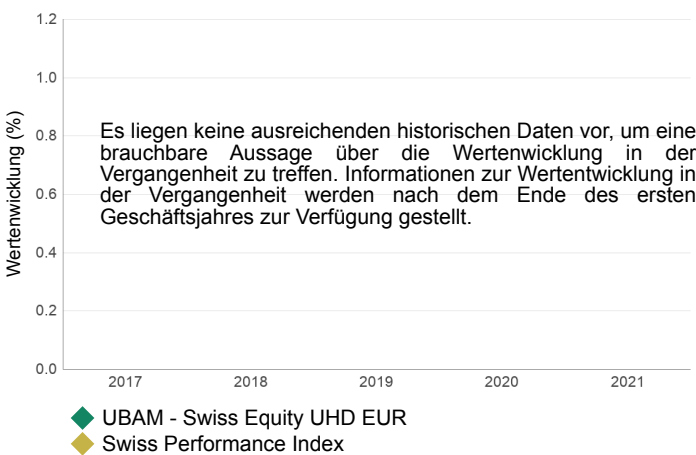 1.2
1.0
0.8
0.6
0.4
0.2
0.0
Wertenwicklung (%)
Es liegen keine ausreichenden historischen Daten vor, um eine
brauchbare Aussage über die Wertenwicklung in der
Vergangenheit zu treffen. Informationen zur Wertentwicklung in
der Vergangenheit werden nach dem Ende des ersten
Geschäftsjahres zur Verfügung gestellt.
2017 2018 2019 2020 2021
UBAM - Swiss Equity UHD EUR
Swiss Performance Index